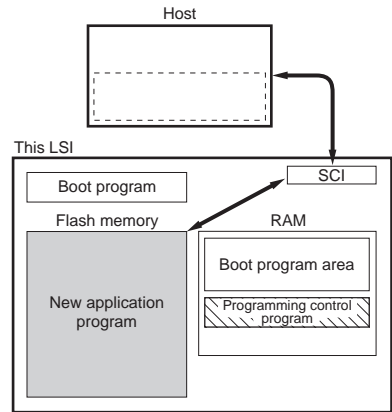 Host
This LSI
SCI
Boot program
Flash memory
RAM
New application
program
Boot program area
Programming control
program